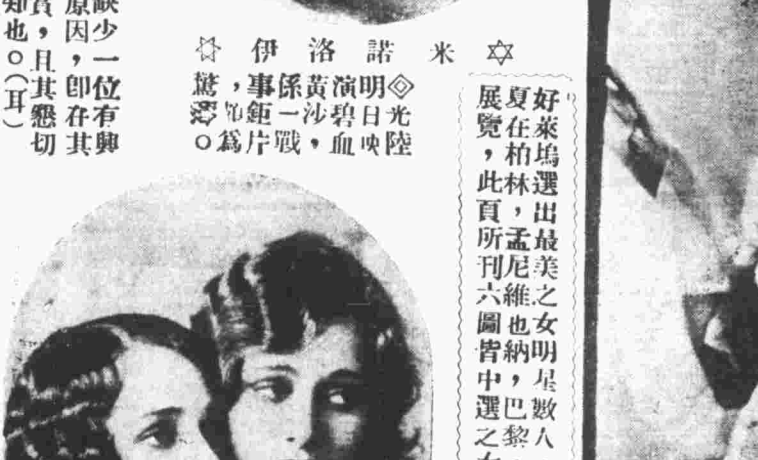 好萊塢選出最美之女明星數人
夏在柏林，孟尼維也納，巴黎
展覽，此頁所刊六圖皆中選之
米諾洛伊
◇光陸
明日映
演碧血
黃沙，
係一戰
事鉅片
，為
驚。
缺少一位有興
原因，即存其
，且其懇切
知也。（耳）